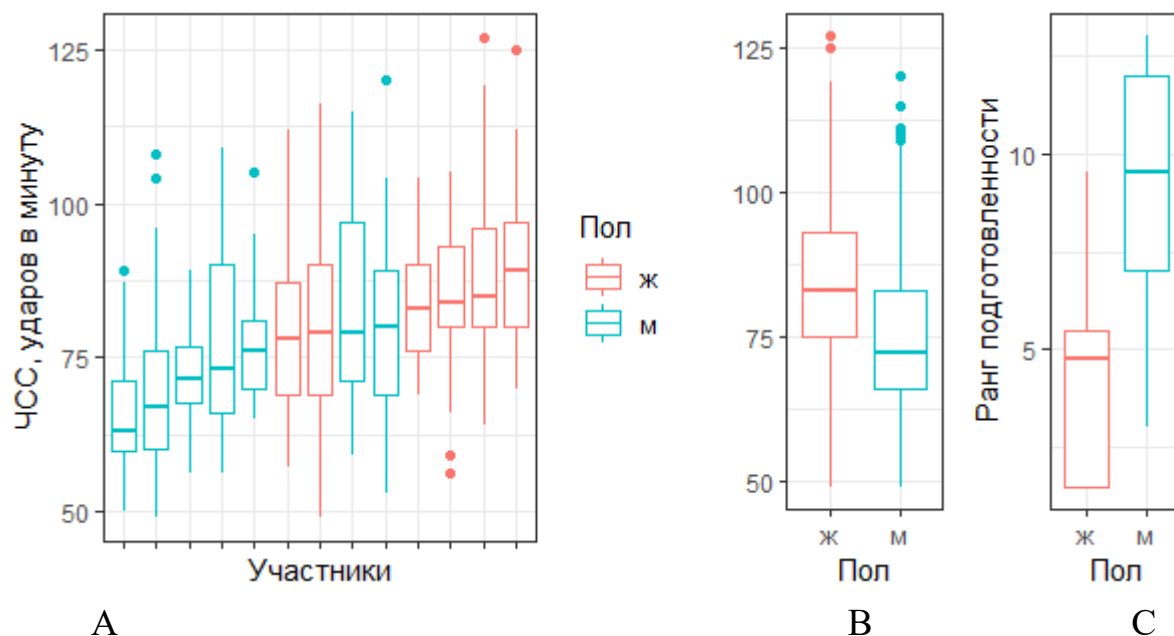 ЧСС, ударов в минуту
125
100
75
50
Участники
Пол
ж
м
125
100
75
50
ж м
Пол
Ранг подготовленности
10
5
ж м
Пол
A B C